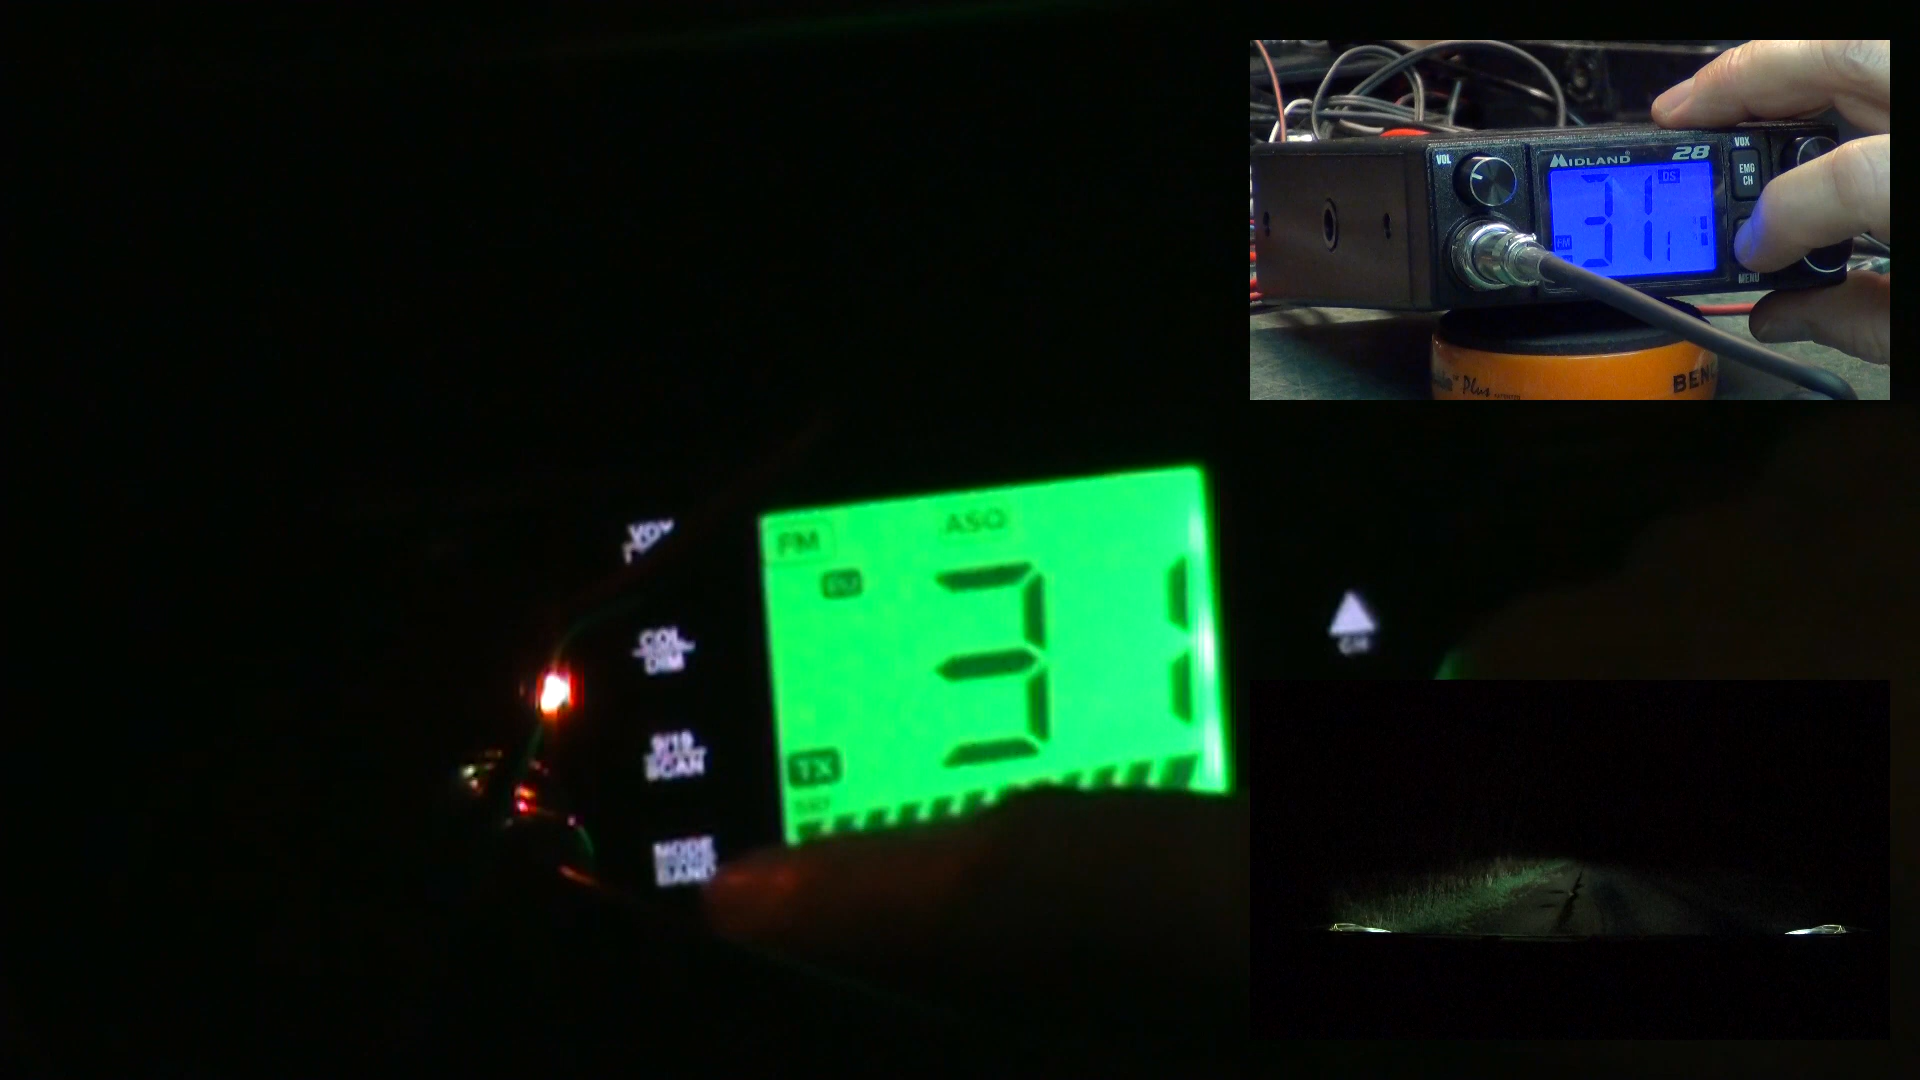 VOL
MIDLAND 28
VOX
EMG
CH
31
DS
FM
MENU
Plus
BEN
FM
ASQ
EU
31
TX
VOX
COL
DIM
9/19
SCAN
MODE
BAND
CH